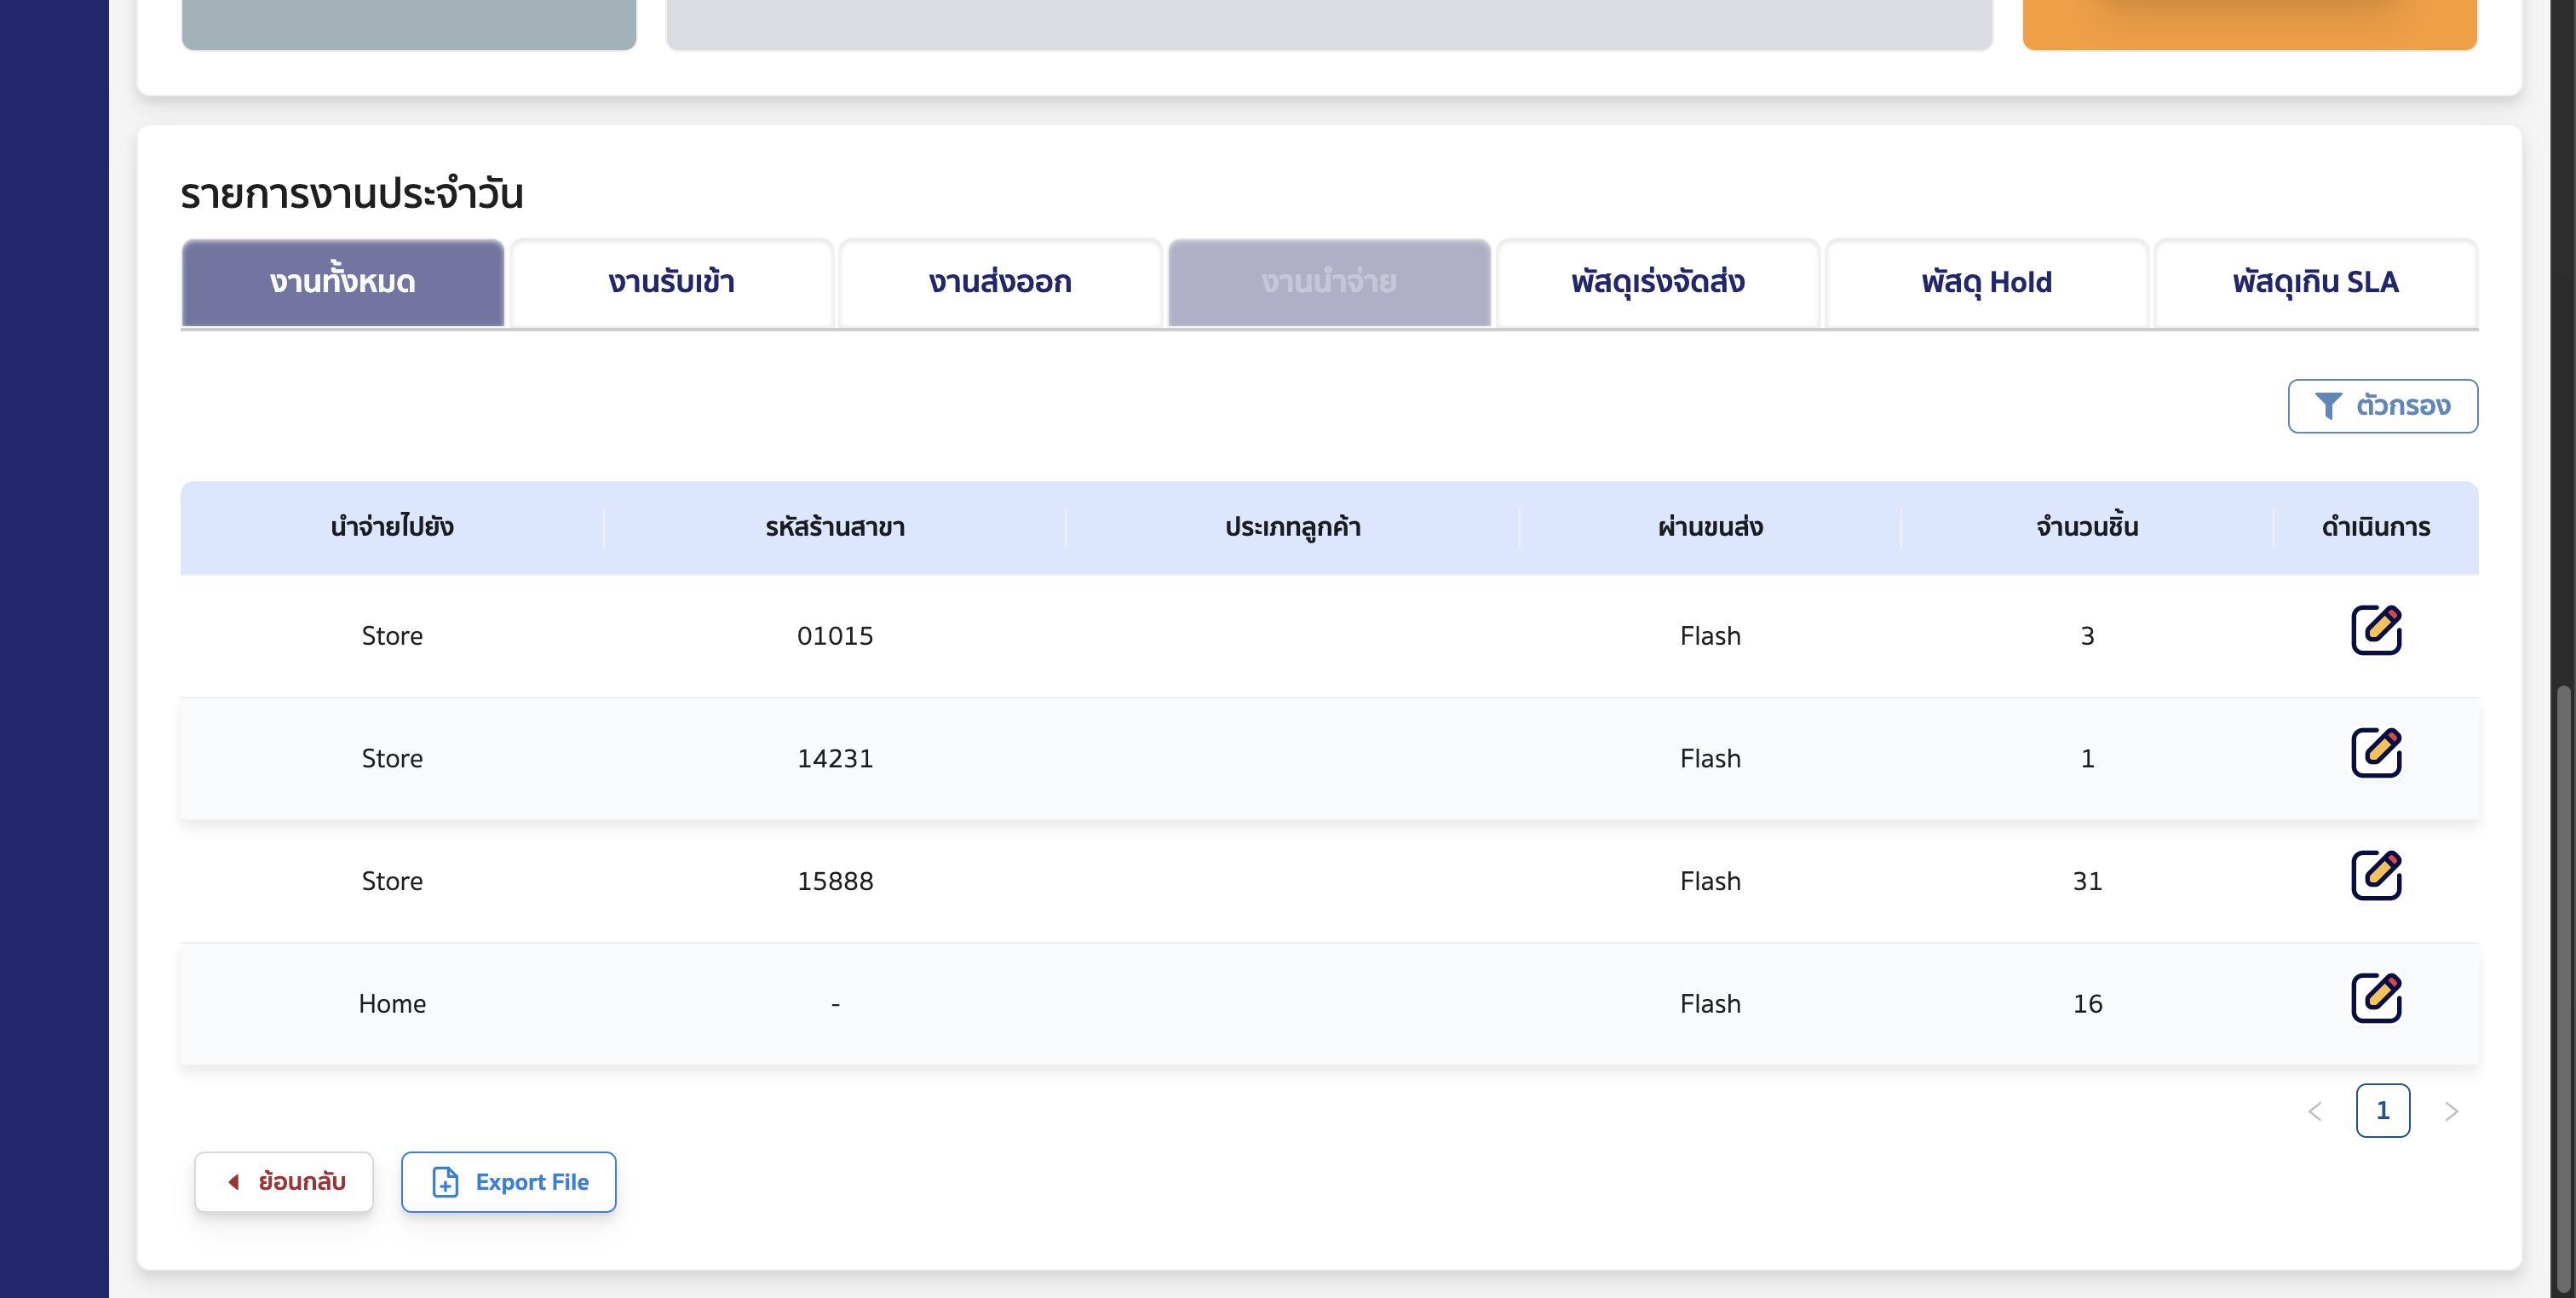 รายการงานประจำวัน
งานทั้งหมด งานรับเข้า งานส่งออก งานนำจ่าย พัสดุเร่งจัดส่ง พัสดุ Hold พัสดุเกิน SLA
ตัวกรอง
นำจ่ายไปยัง รหัสร้านสาขา ประเภทลูกค้า ผ่านขนส่ง จำนวนชิ้น ดำเนินการ
Store 01015 Flash 3
Store 14231 Flash 1
Store 15888 Flash 31
Home - Flash 16
1
ย้อนกลับ Export File